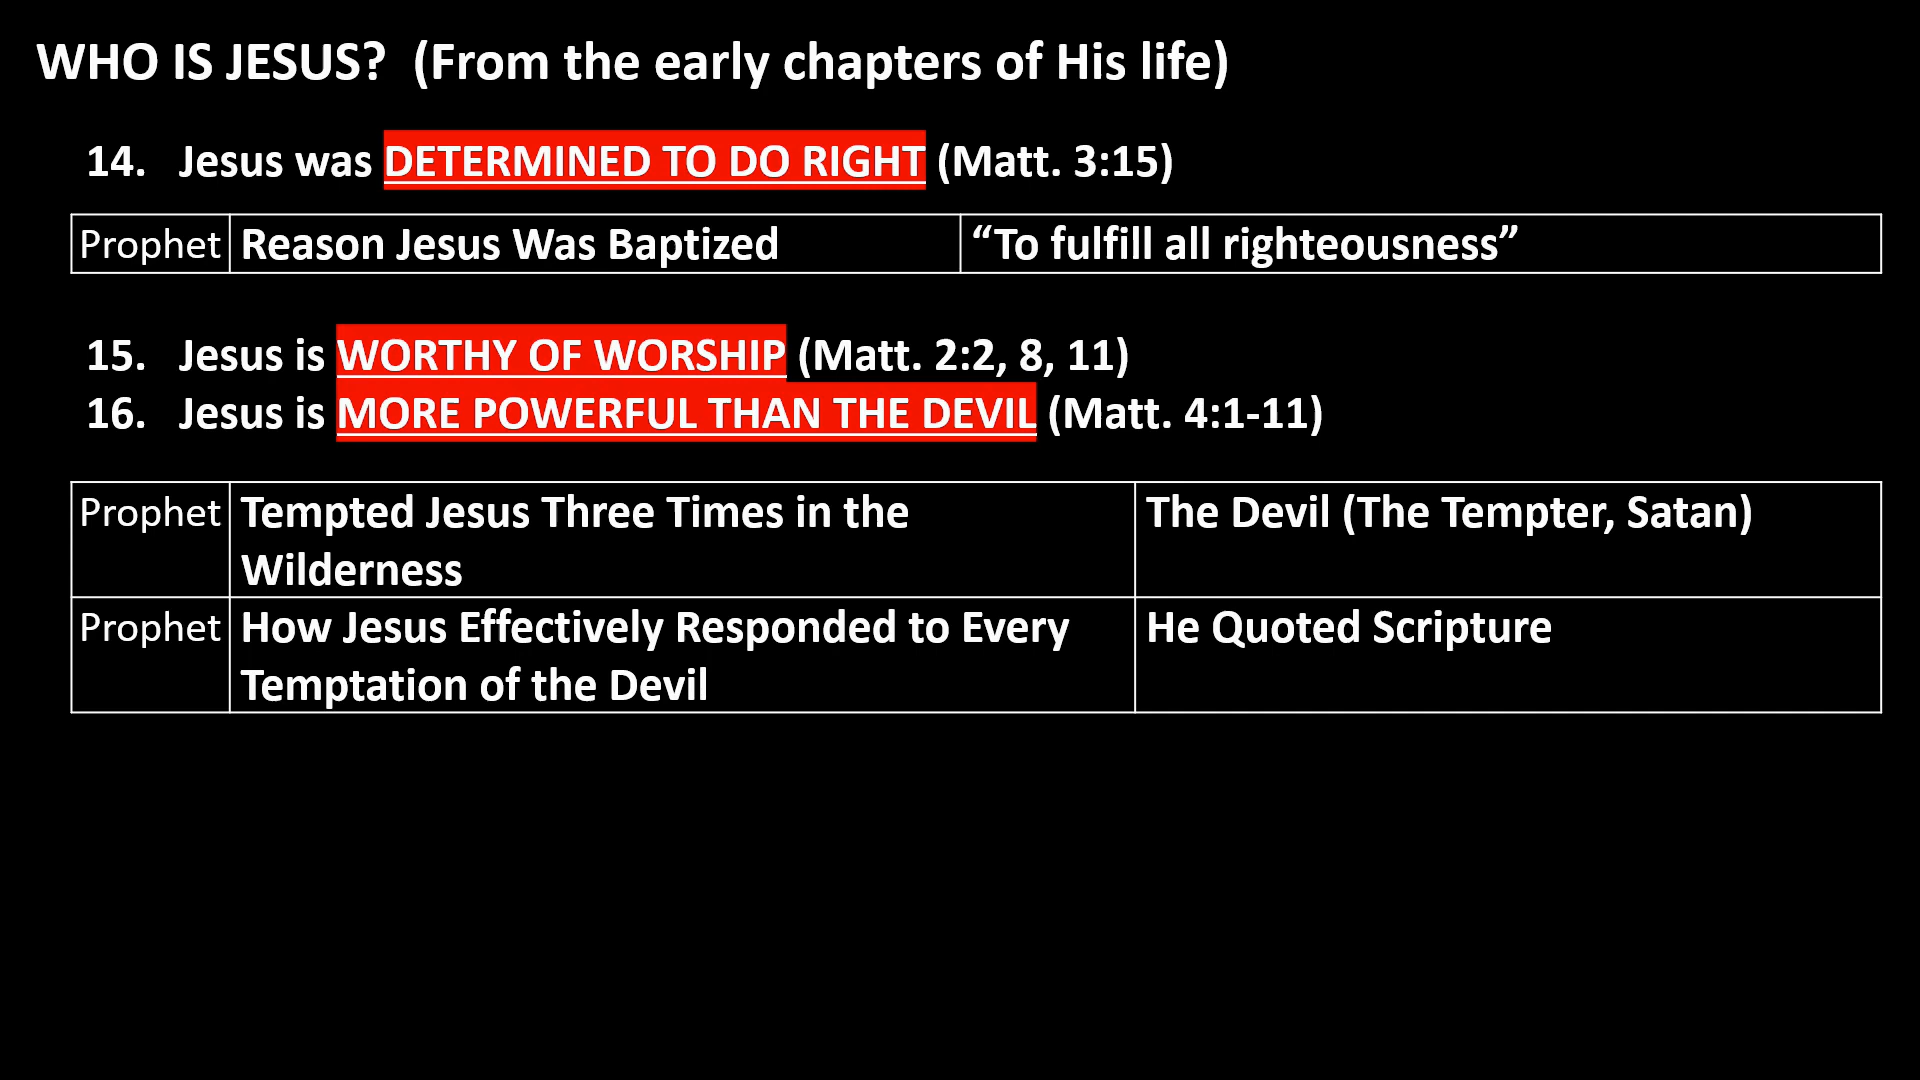 WHO IS JESUS?  (From the early chapters of His life)
14. Jesus was DETERMINED TO DO RIGHT (Matt. 3:15)
Prophet Reason Jesus Was Baptized “To fulfill all righteousness”
15. Jesus is WORTHY OF WORSHIP (Matt. 2:2, 8, 11)
16. Jesus is MORE POWERFUL THAN THE DEVIL (Matt. 4:1-11)
Prophet Tempted Jesus Three Times in the The Devil (The Tempter, Satan)
Wilderness
Prophet How Jesus Effectively Responded to Every He Quoted Scripture
Temptation of the Devil